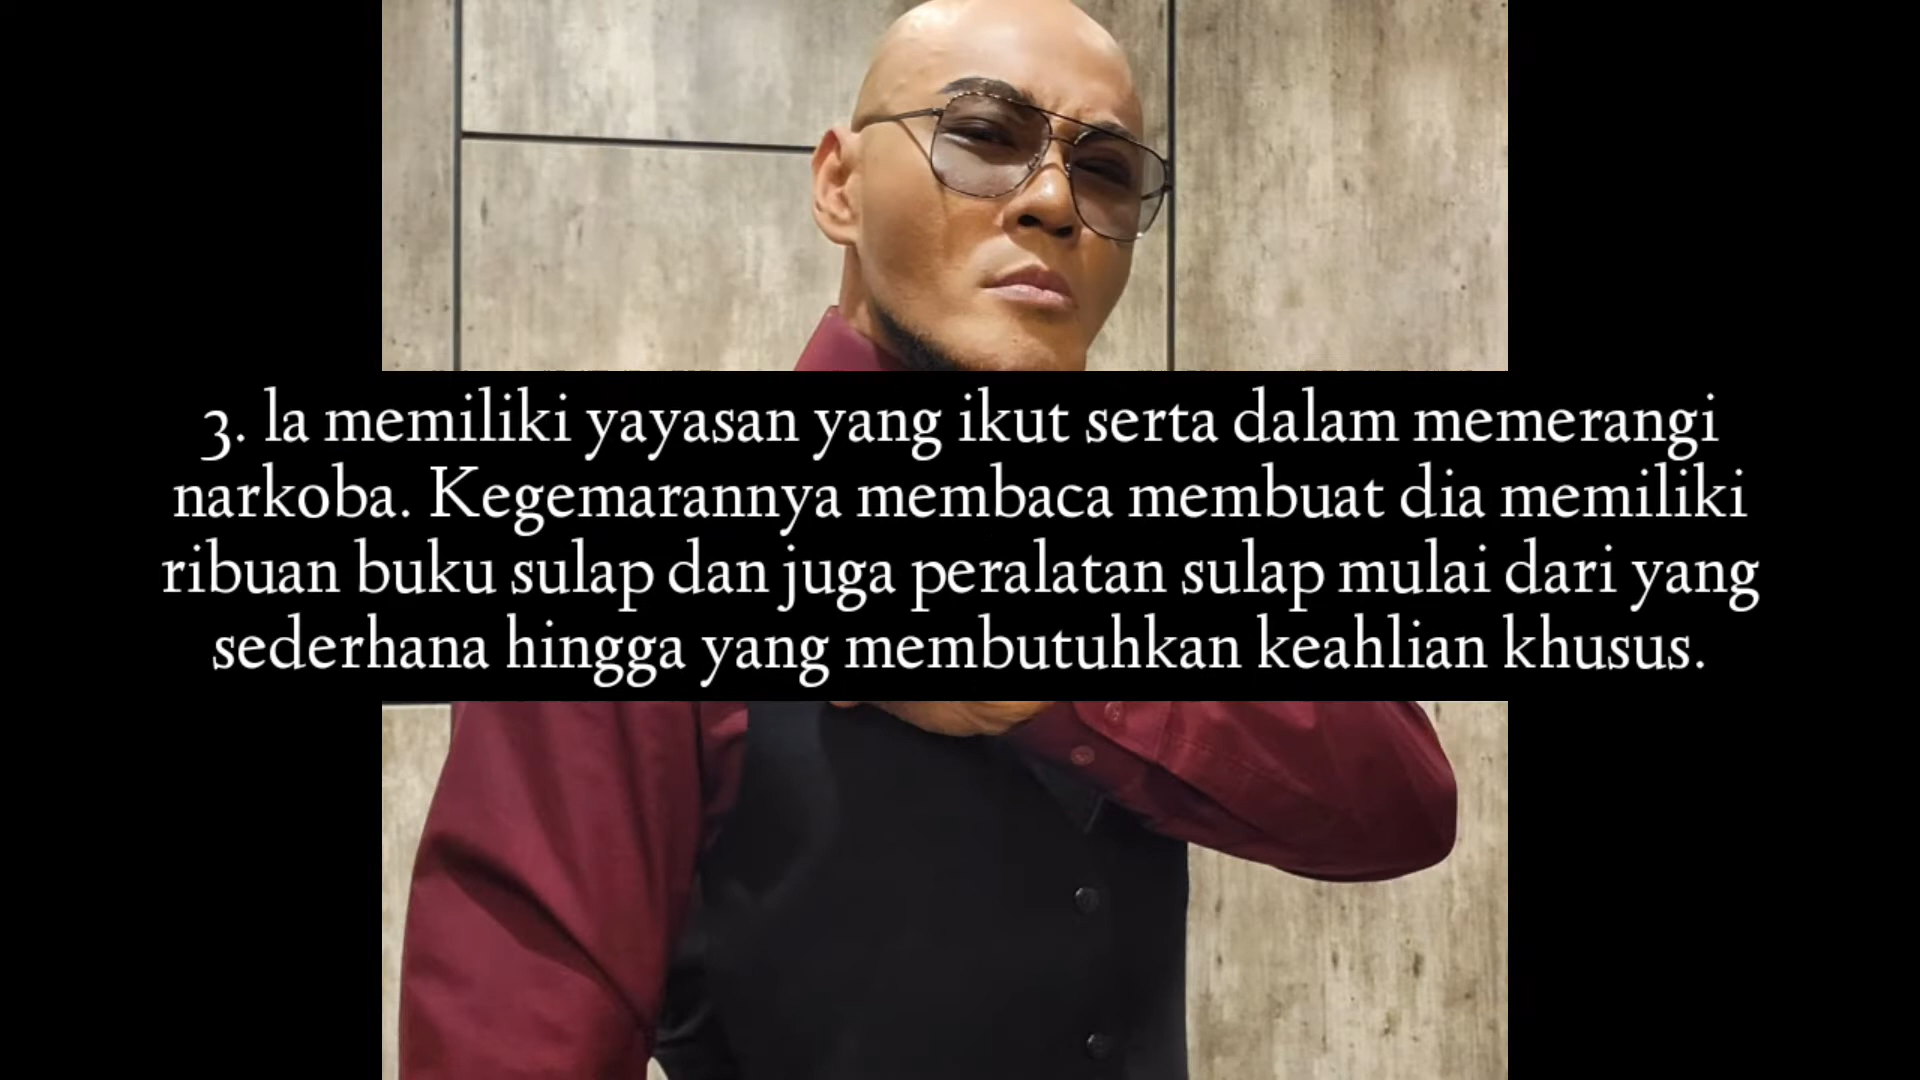 3. la memiliki yayasan yang ikut serta dalam memerangi
narkoba. Kegemarannya membaca membuat dia memiliki
ribuan buku sulap dan juga peralatan sulap mulai dari yang
sederhana hingga yang membutuhkan keahlian khusus.